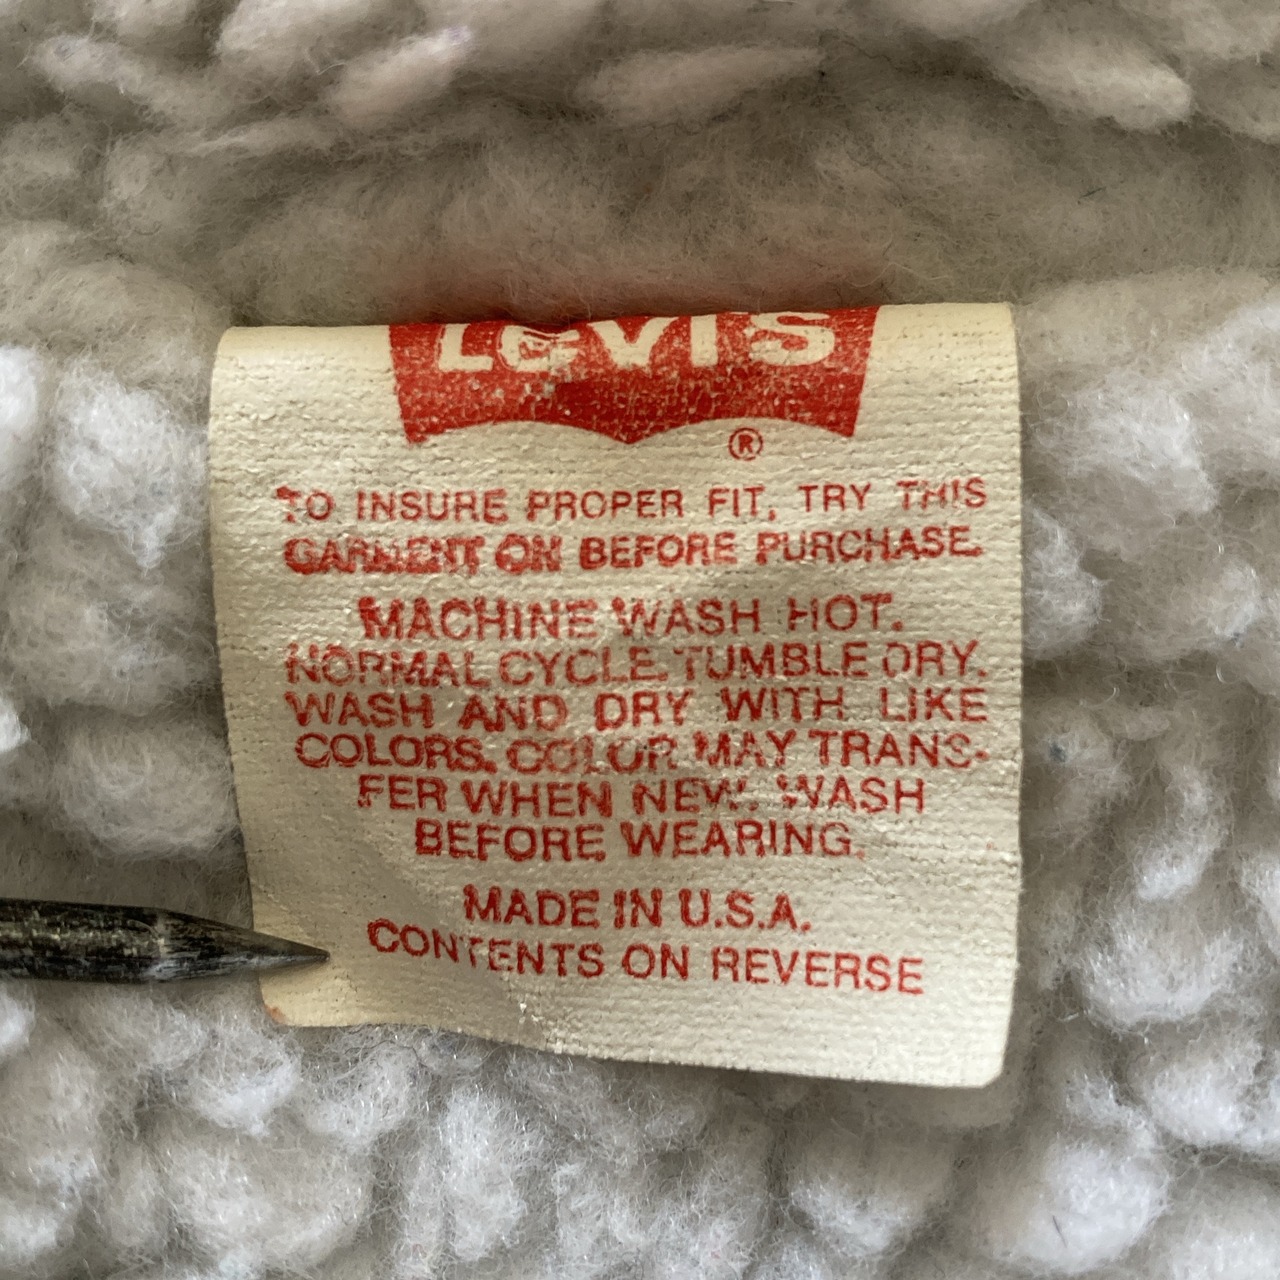 LEVI'S
®
TO INSURE PROPER FIT, TRY THIS
GARMENT ON BEFORE PURCHASE.
MACHINE WASH HOT.
NORMAL CYCLE. TUMBLE DRY.
WASH AND DRY WITH LIKE
COLORS. COLOR MAY TRANS-
FER WHEN NEW. WASH
BEFORE WEARING.
MADE IN U.S.A.
CONTENTS ON REVERSE